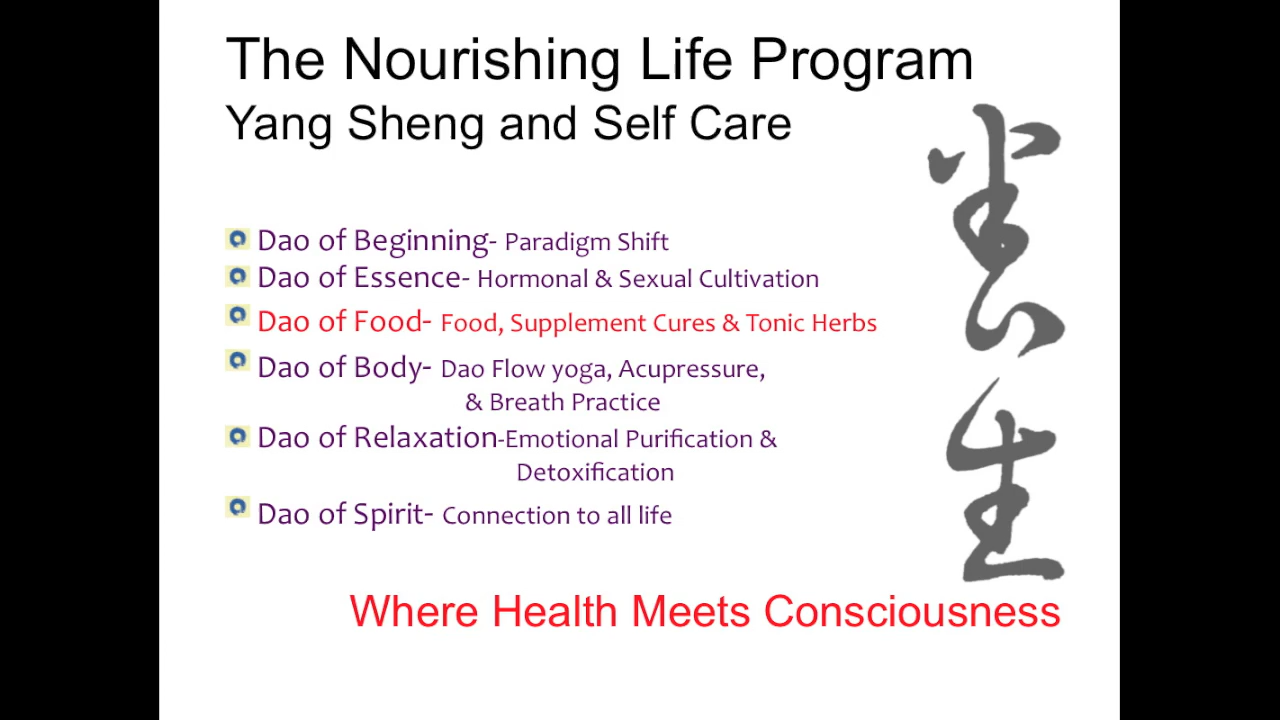 The Nourishing Life Program
Yang Sheng and Self Care
Dao of Beginning- Paradigm Shift
Dao of Essence- Hormonal & Sexual Cultivation
Dao of Food- Food, Supplement Cures & Tonic Herbs
Dao of Body- Dao Flow yoga, Acupressure,
& Breath Practice
Dao of Relaxation-Emotional Purification &
Detoxification
Dao of Spirit- Connection to all life
Where Health Meets Consciousness
生